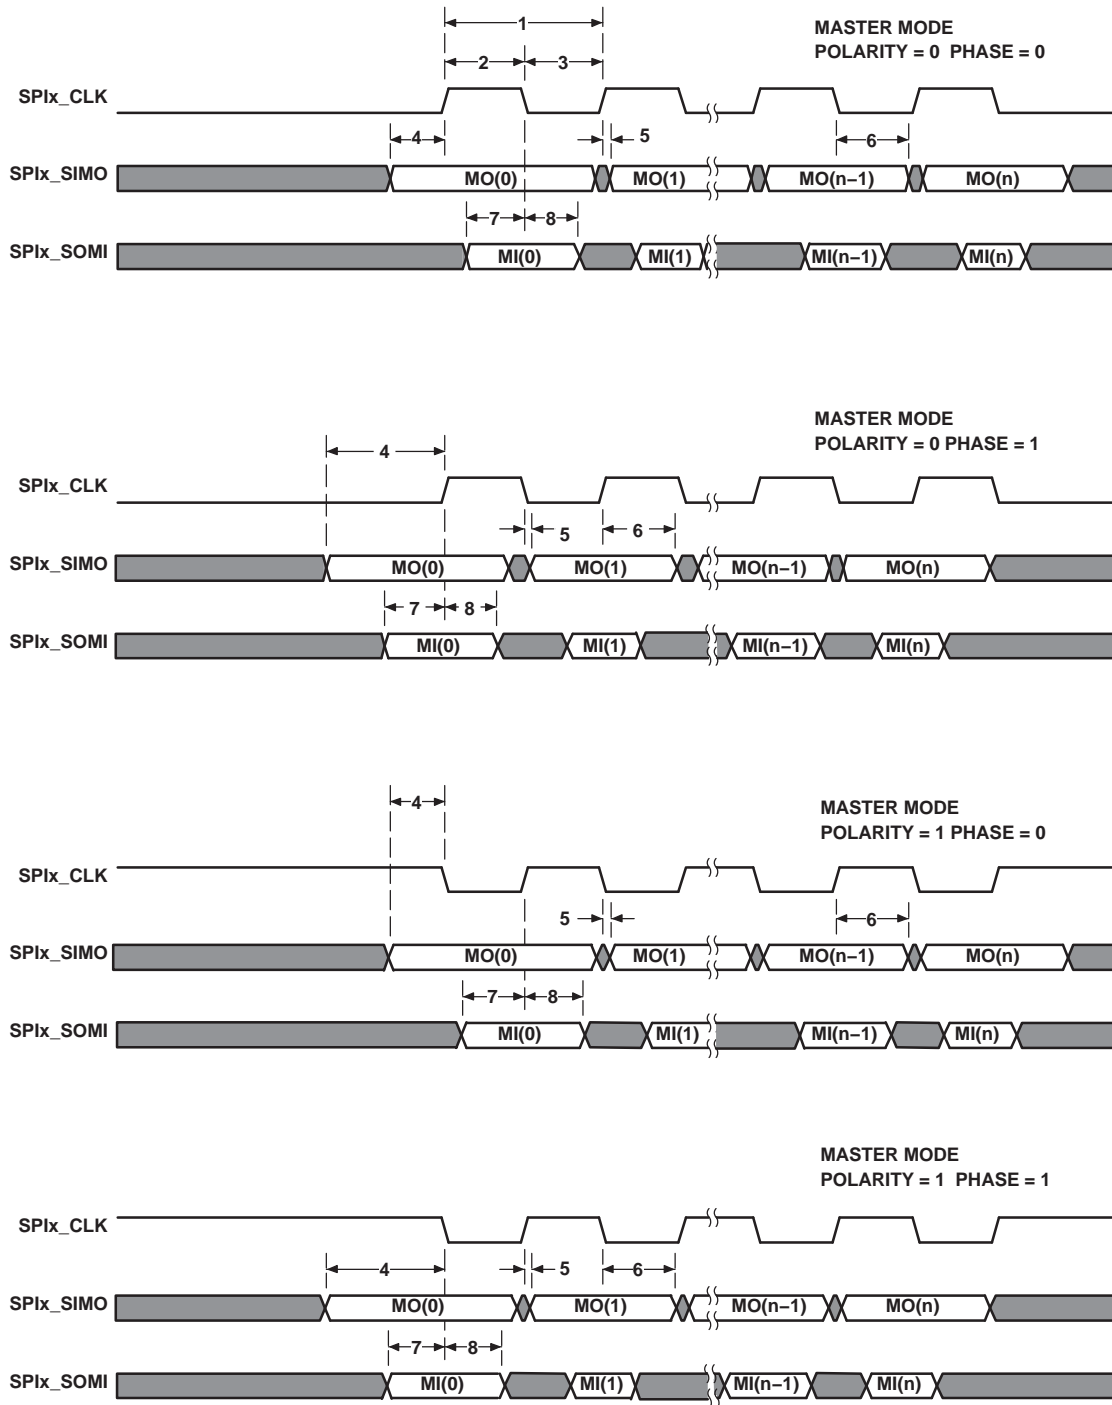 1
MASTER MODE
POLARITY = 0 PHASE = 0
2 3
SPIx_CLK
4 5 6
SPIx_SIMO MO(0) MO(1) MO(n−1) MO(n)
7 8
SPIx_SOMI MI(0) MI(1) MI(n−1) MI(n)
MASTER MODE
POLARITY = 0 PHASE = 1
4
SPIx_CLK
5 6
SPIx_SIMO MO(0) MO(1) MO(n−1) MO(n)
7 8
SPIx_SOMI MI(0) MI(1) MI(n−1) MI(n)
4
MASTER MODE
POLARITY = 1 PHASE = 0
SPIx_CLK
5 6
SPIx_SIMO MO(0) MO(1) MO(n−1) MO(n)
7 8
SPIx_SOMI MI(0) MI(1) MI(n−1) MI(n)
MASTER MODE
POLARITY = 1 PHASE = 1
SPIx_CLK
4 5 6
SPIx_SIMO MO(0) MO(1) MO(n−1) MO(n)
7 8
SPIx_SOMI MI(0) MI(1) MI(n−1) MI(n)